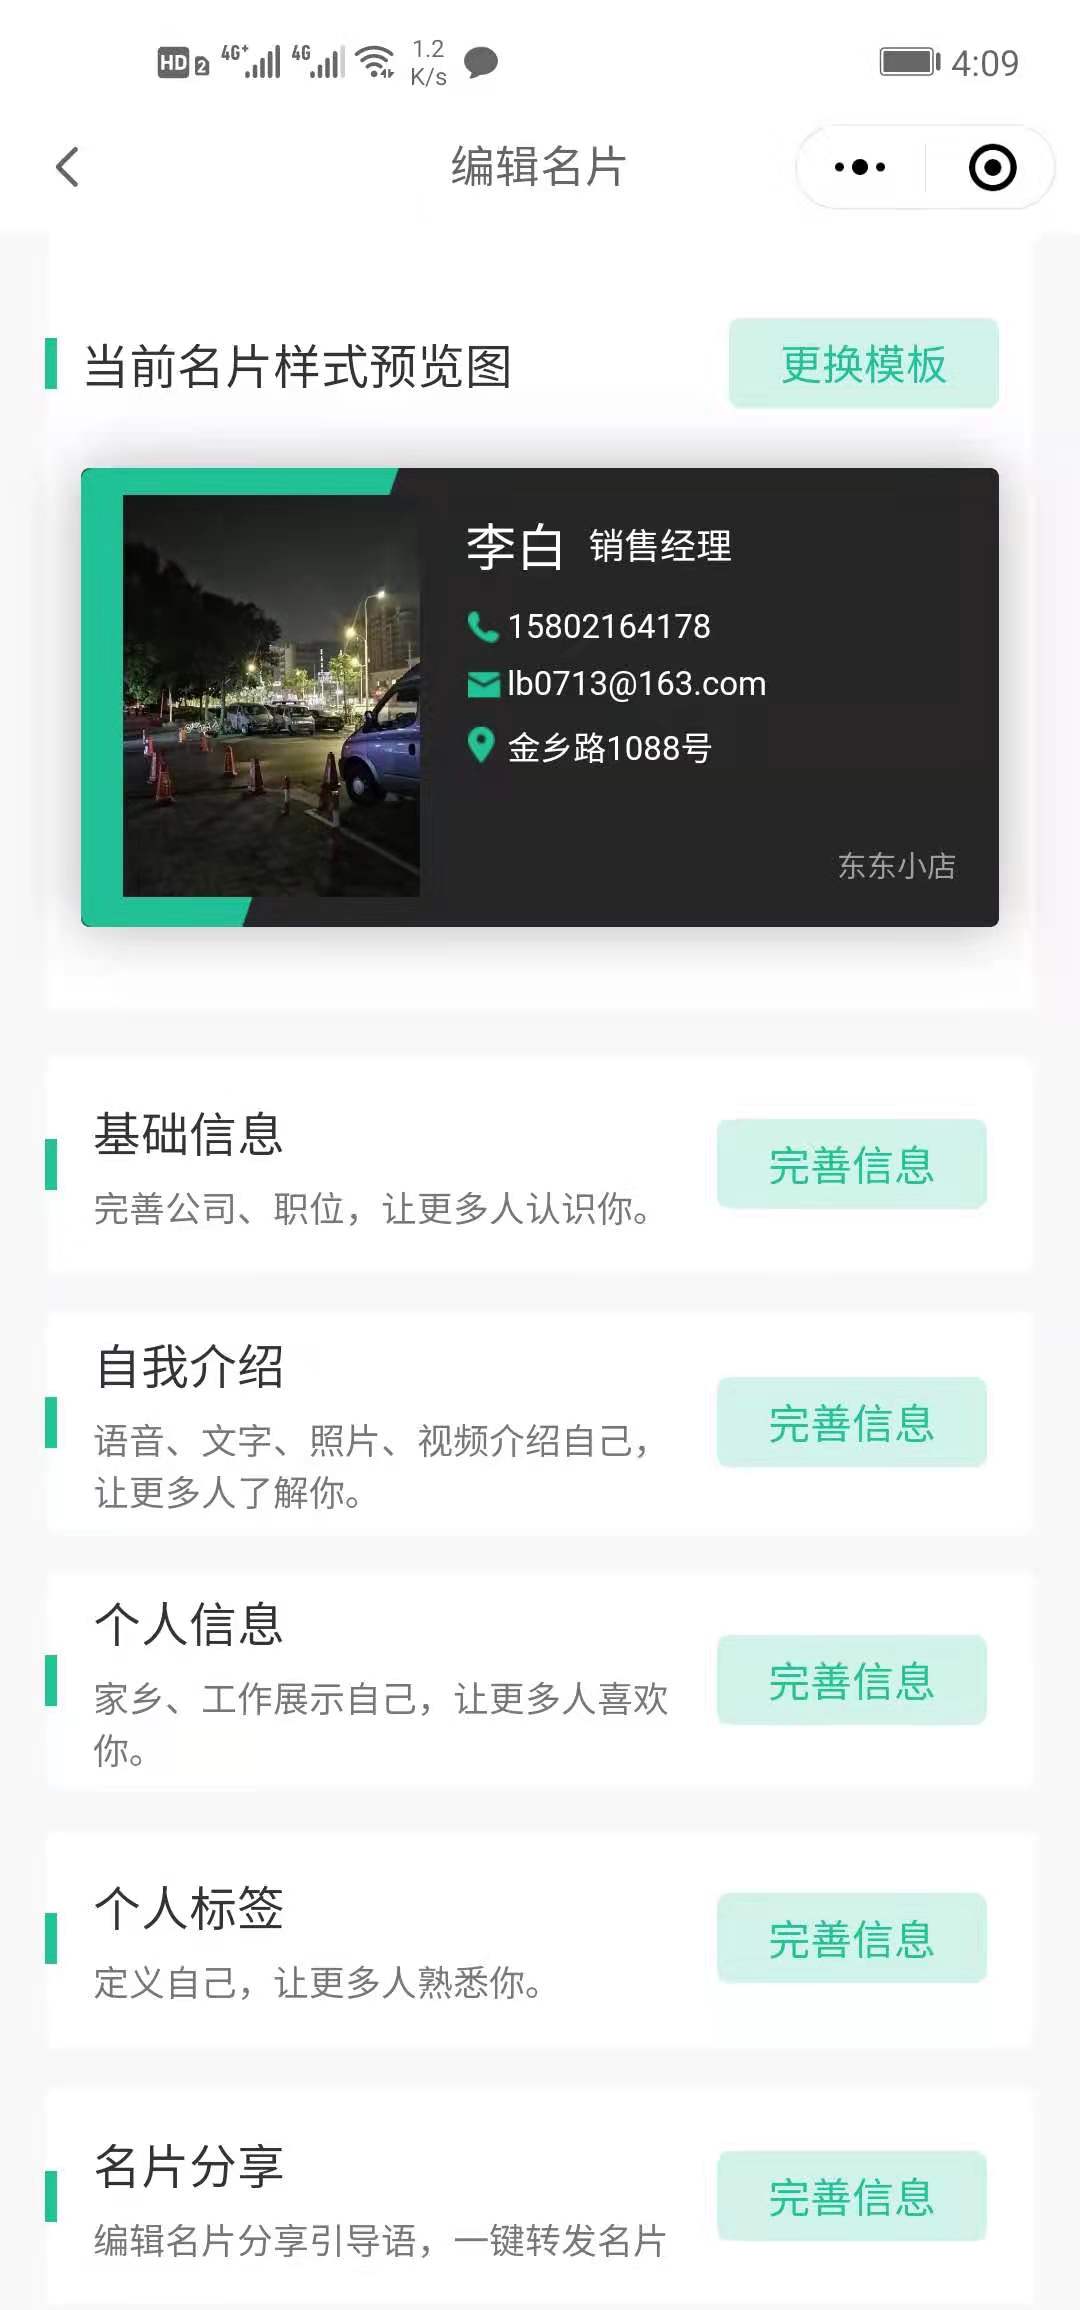 HD 2 4G+ 4G 1.2 K/s 4:09
编辑名片
当前名片样式预览图 更换模板
李白 销售经理
15802164178
lb0713@163.com
金乡路1088号
东东小店
基础信息
完善公司、职位，让更多人认识你。
完善信息
自我介绍
语音、文字、照片、视频介绍自己，
让更多人了解你。
完善信息
个人信息
家乡、工作展示自己，让更多人喜欢
你。
完善信息
个人标签
定义自己，让更多人熟悉你。
完善信息
名片分享
编辑名片分享引导语，一键转发名片
完善信息